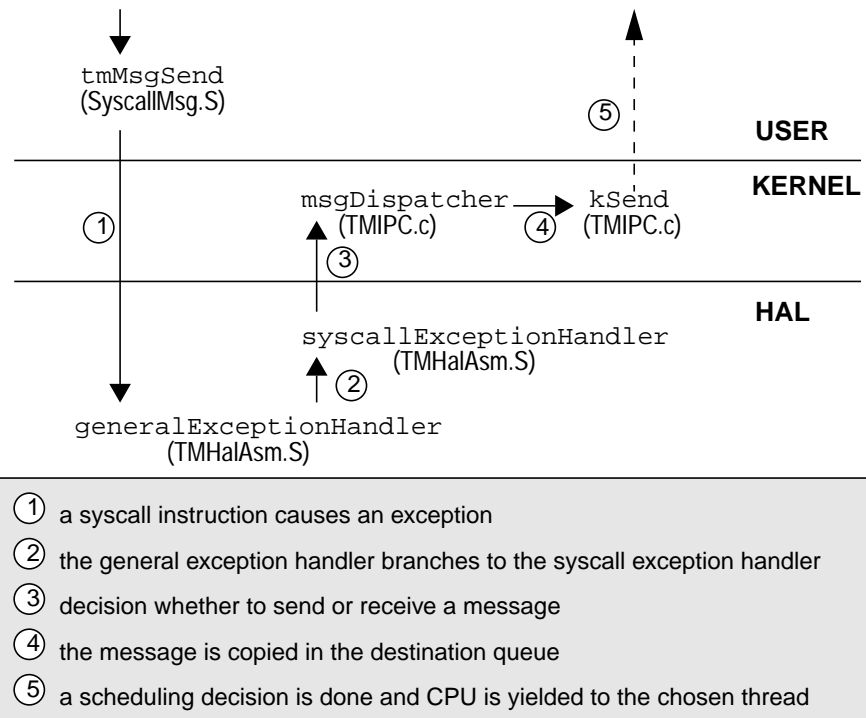 tmMsgSend
(SyscallMsg.S)
5
USER
KERNEL
1
msgDispatcher
(TMIPC.c)
4
kSend
(TMIPC.c)
3
HAL
syscallExceptionHandler
(TMHalAsm.S)
2
generalExceptionHandler
(TMHalAsm.S)
1 a syscall instruction causes an exception
2 the general exception handler branches to the syscall exception handler
3 decision whether to send or receive a message
4 the message is copied in the destination queue
5 a scheduling decision is done and CPU is yielded to the chosen thread